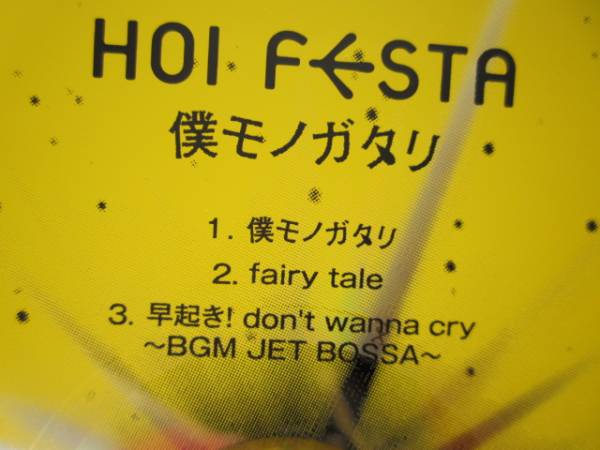 HOI FESTA
僕モノガタリ
1. 僕モノガタリ
2. fairy tale
3. 早起き! don't wanna cry
～BGM JET BOSSA～